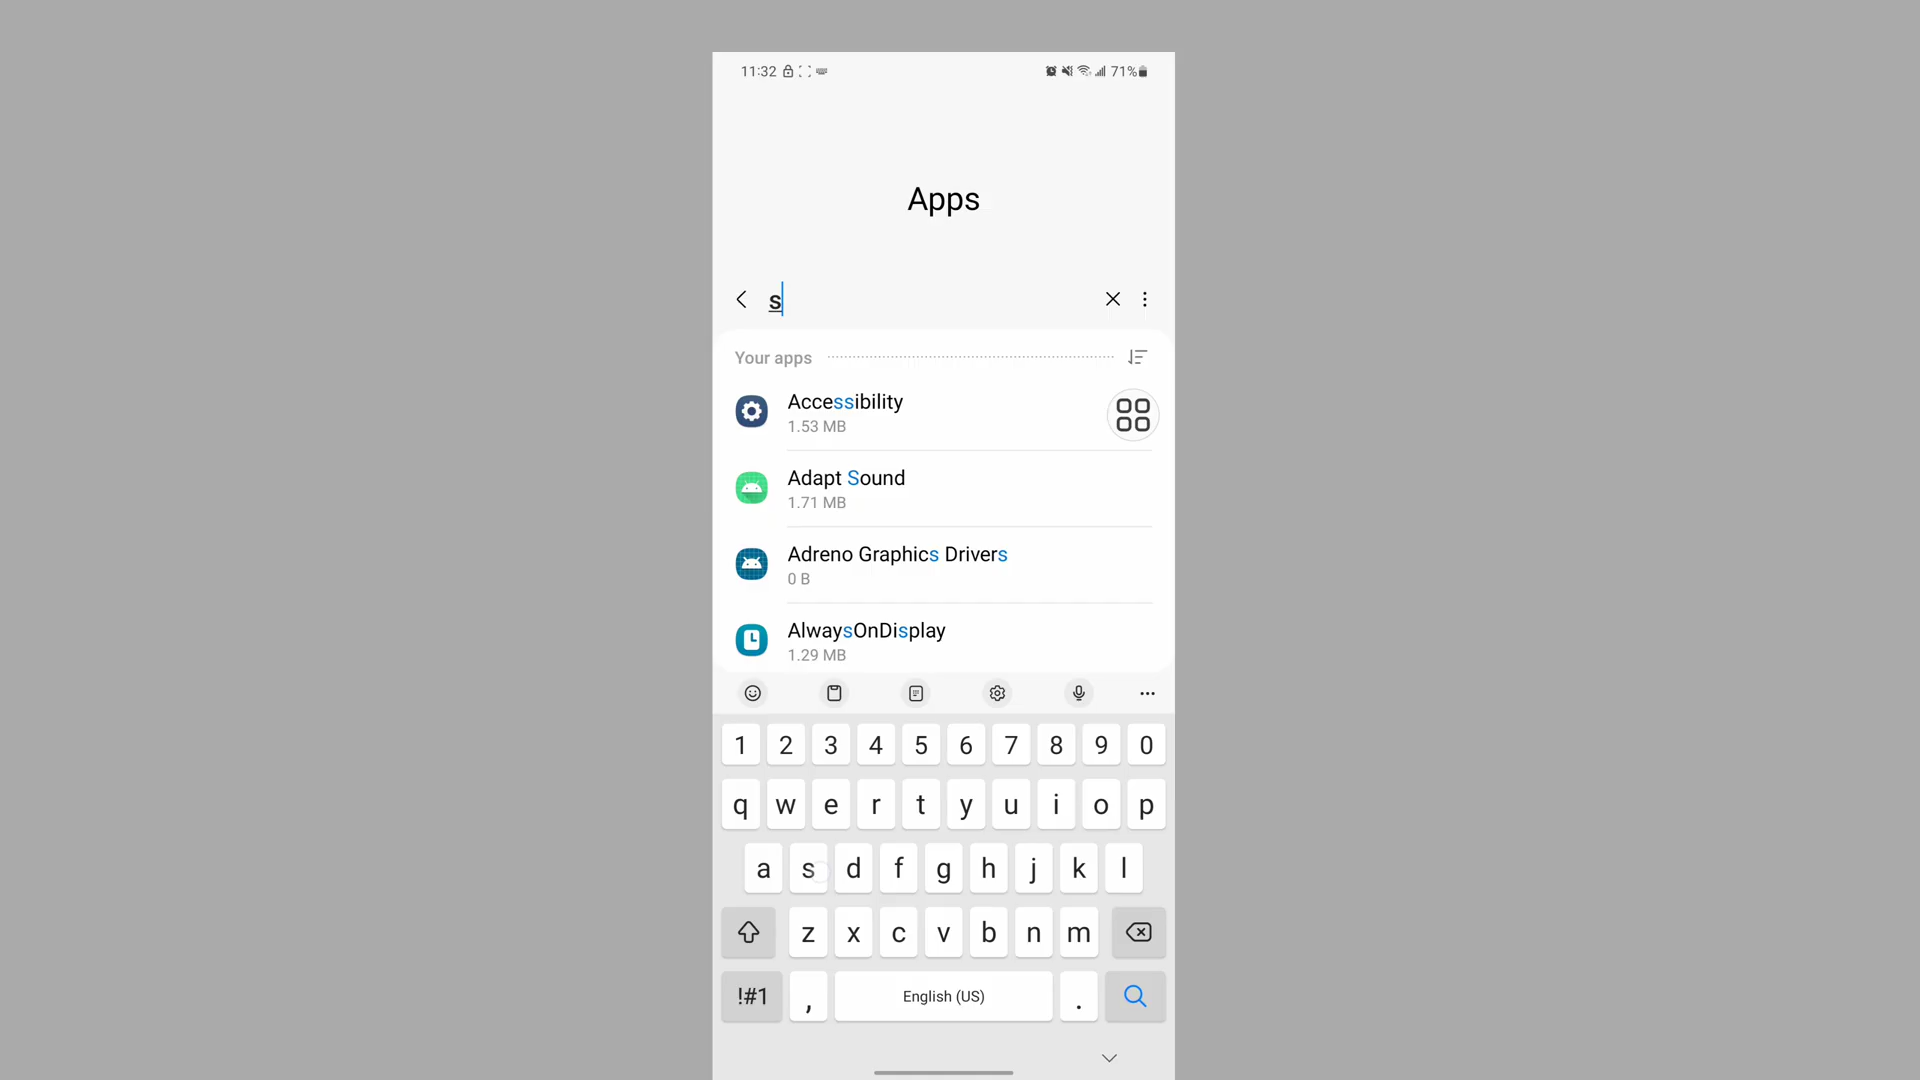 11:32 71%
Apps
s
Your apps
Accessibility
1.53 MB
Adapt Sound
1.71 MB
Adreno Graphics Drivers
0 B
AlwaysOnDisplay
1.29 MB
1 2 3 4 5 6 7 8 9 0
q w e r t y u i o p
a s d f g h j k l
z x c v b n m
!#1 , English (US) .